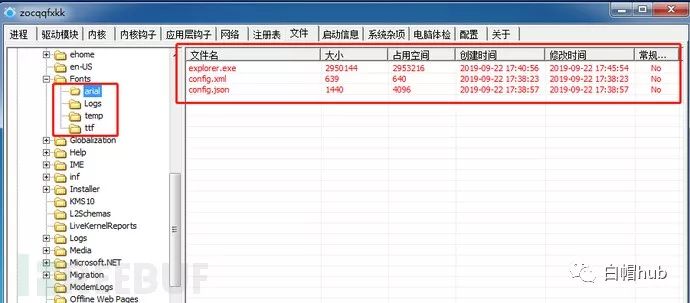 zocqqfxkk
进程 驱动模块 内核 内核钩子 应用层钩子 网络 注册表 文件 启动信息 系统杂项 电脑体检 配置 关于
ehome
en-US
Fonts
arial
Logs
temp
ttf
Globalization
Help
IME
inf
Installer
KMS10
L2Schemas
LiveKernelReports
Logs
Media
Microsoft.NET
Migration
ModemLogs
Offline Web Pages
文件名 大小 占用空间 创建时间 修改时间 常规...
explorer.exe 2950144 2953216 2019-09-22 17:40:56 2019-09-22 17:45:54 No
config.xml 639 640 2019-09-22 17:38:23 2019-09-22 17:38:23 No
config.json 1440 4096 2019-09-22 17:38:57 2019-09-22 17:38:57 No
白帽hub